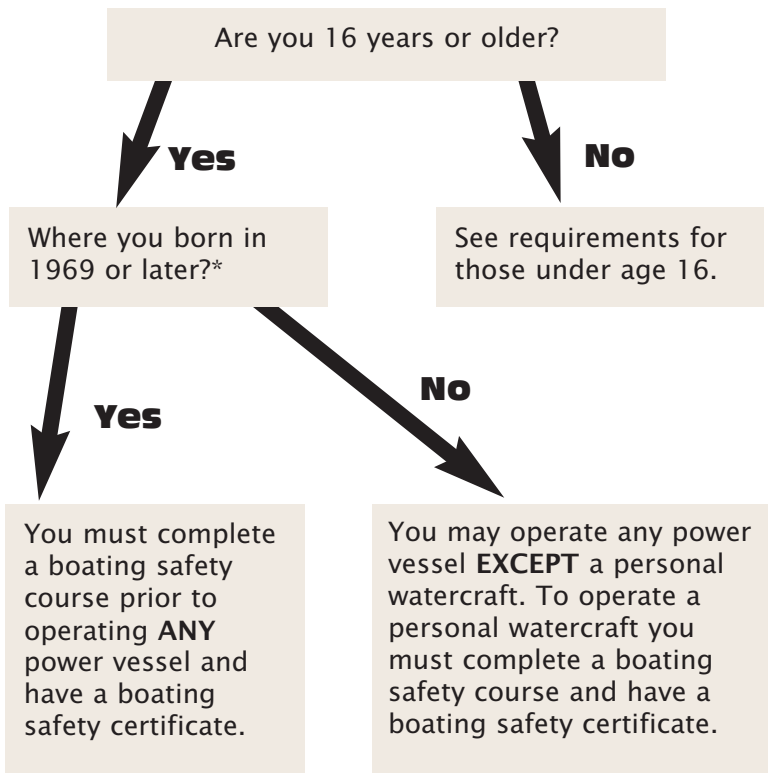 Are you 16 years or older?
Yes
No
Where you born in
1969 or later?*
See requirements for
those under age 16.
Yes
No
You must complete
a boating safety
course prior to
operating ANY
power vessel and
have a boating
safety certificate.
You may operate any power
vessel EXCEPT a personal
watercraft. To operate a
personal watercraft you
must complete a boating
safety course and have a
boating safety certificate.